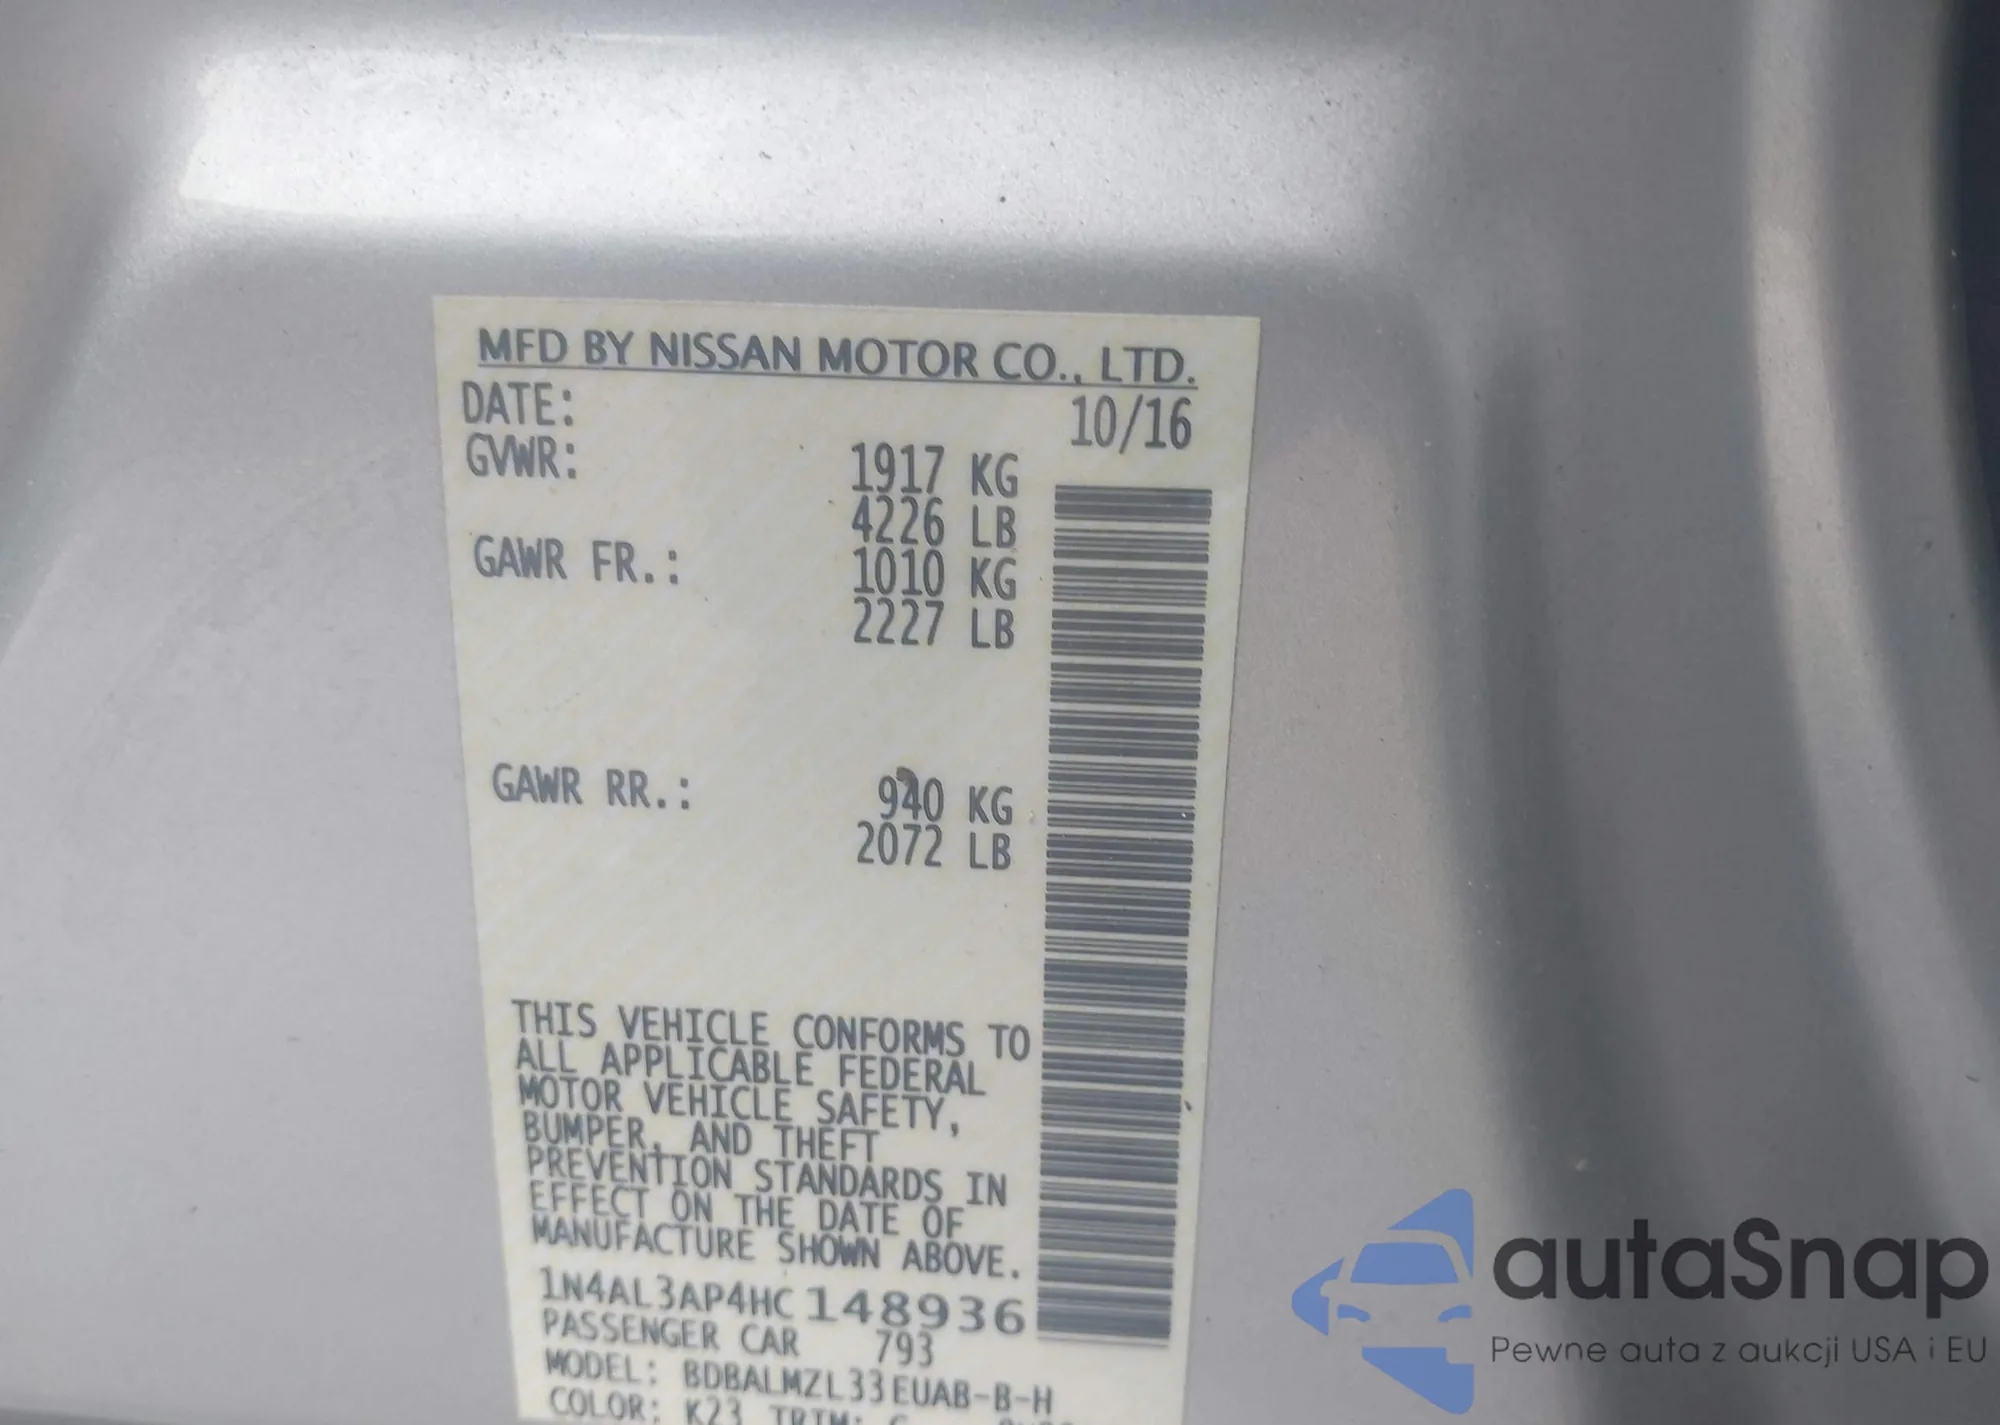 MFD BY NISSAN MOTOR CO., LTD.
DATE: 10/16
GVWR: 1917 KG
4226 LB
GAWR FR.: 1010 KG
2227 LB
GAWR RR.: 940 KG
2072 LB
THIS VEHICLE CONFORMS TO
ALL APPLICABLE FEDERAL
MOTOR VEHICLE SAFETY,
BUMPER, AND THEFT
PREVENTION STANDARDS IN
EFFECT ON THE DATE OF
MANUFACTURE SHOWN ABOVE.
1N4AL3AP4HC148936
PASSENGER CAR 793
MODEL: BDBALMZL33EUAB-B-H
COLOR: K23 TRIM: G
autaSnap
Pewne auta z aukcji USA i EU